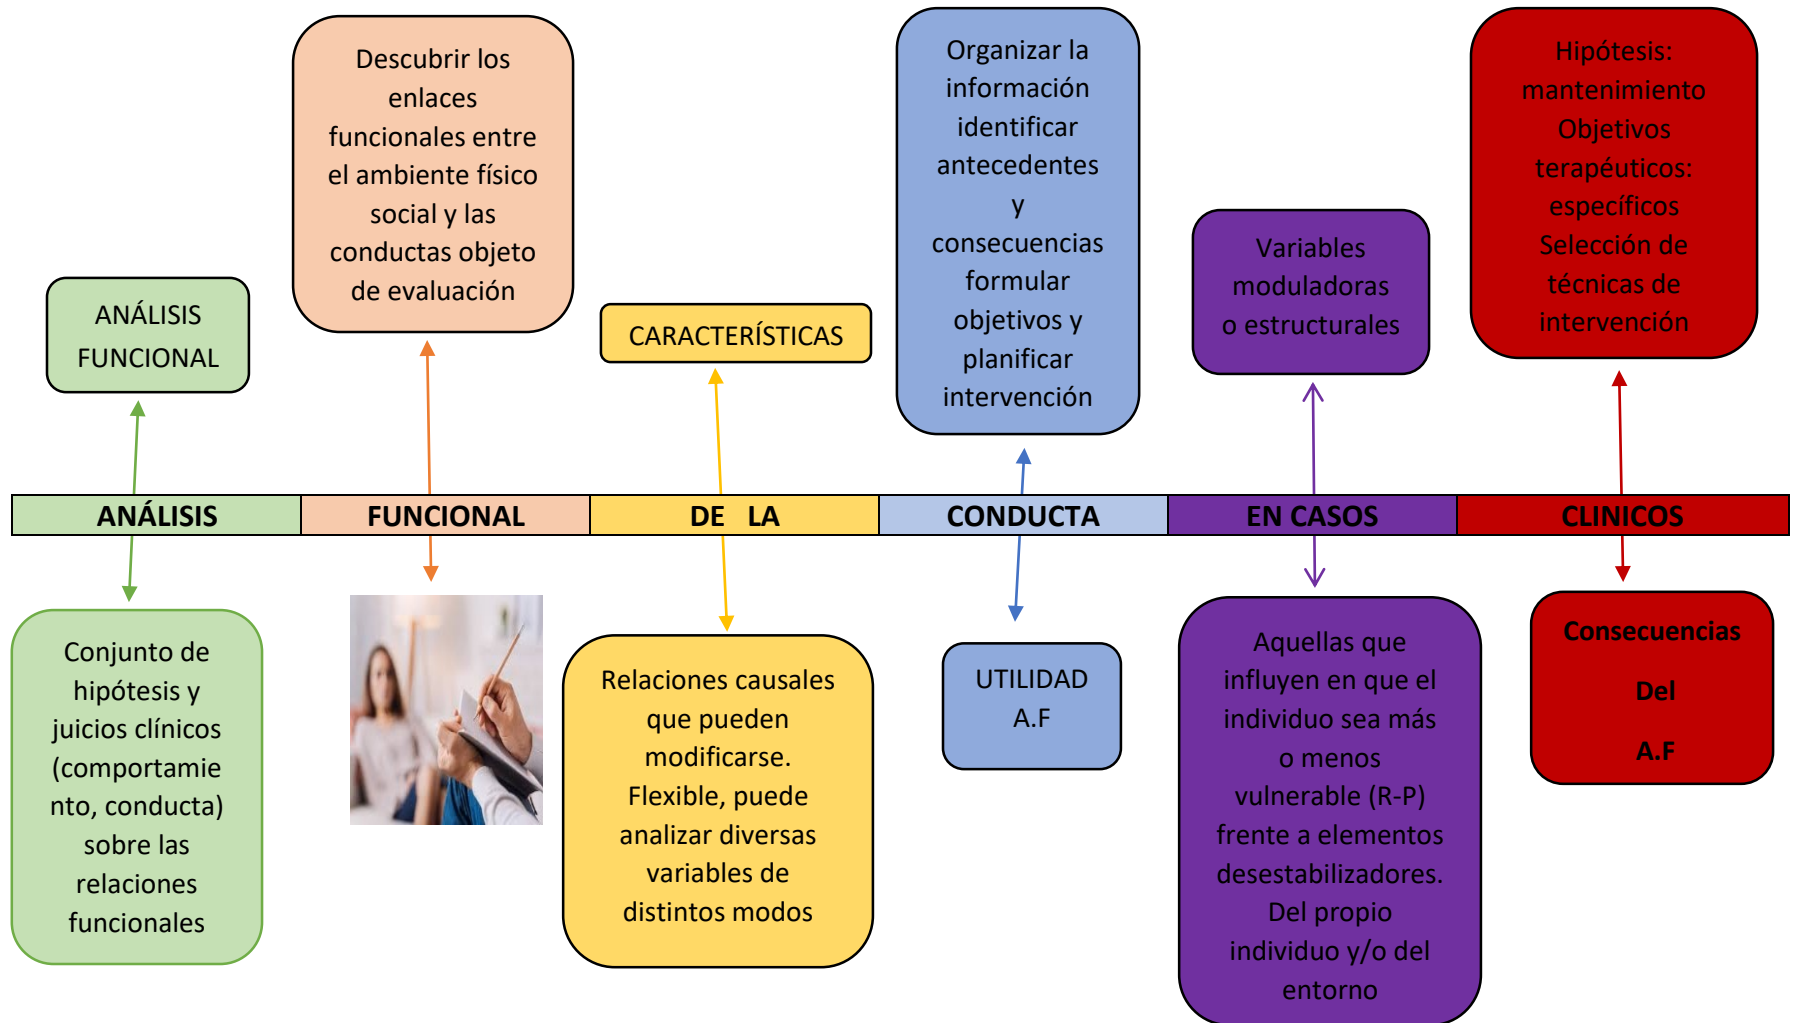 ANÁLISIS
FUNCIONAL
Descubrir los
enlaces
funcionales entre
el ambiente físico
social y las
conductas objeto
de evaluación
CARACTERÍSTICAS
Organizar la
información
identificar
antecedentes
y
consecuencias
formular
objetivos y
planificar
intervención
Variables
moduladoras
o estructurales
Hipótesis:
mantenimiento
Objetivos
terapéuticos:
específicos
Selección de
técnicas de
intervención
ANÁLISIS
FUNCIONAL
DE LA
CONDUCTA
EN CASOS
CLINICOS
Conjunto de
hipótesis y
juicios clínicos
(comportamie
nto, conducta)
sobre las
relaciones
funcionales
Relaciones causales
que pueden
modificarse.
Flexible, puede
analizar diversas
variables de
distintos modos
UTILIDAD
A.F
Aquellas que
influyen en que el
individuo sea más
o menos
vulnerable (R-P)
frente a elementos
desestabilizadores.
Del propio
individuo y/o del
entorno
Consecuencias
Del
A.F